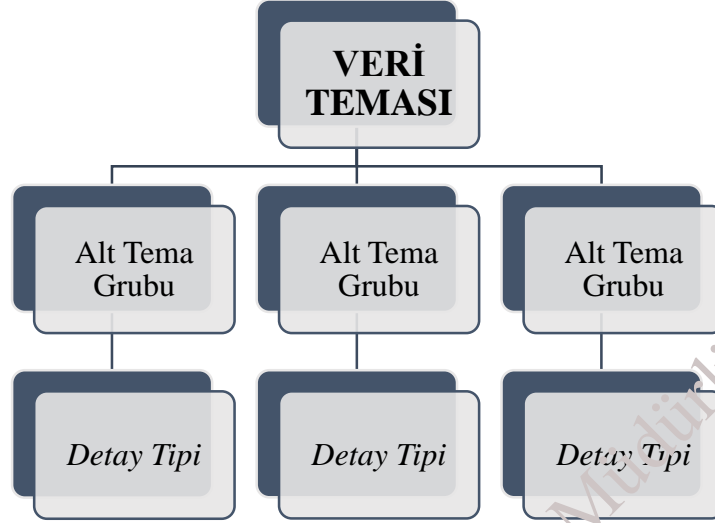 VERİ
TEMASI
Alt Tema
Grubu
Alt Tema
Grubu
Alt Tema
Grubu
Detay Tipi
Detay Tipi
Detay Tipi